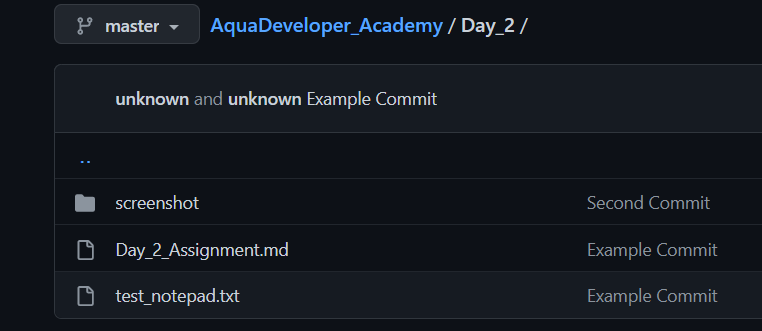 master AquaDeveloper_Academy / Day_2 /
unknown and unknown Example Commit
..
screenshot Second Commit
Day_2_Assignment.md Example Commit
test_notepad.txt Example Commit